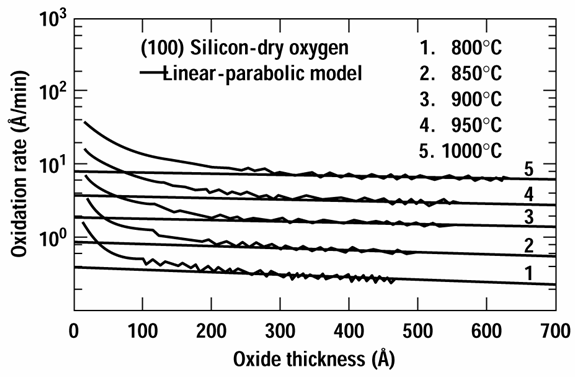 10³
(100) Silicon-dry oxygen
Linear-parabolic model
1. 800°C
2. 850°C
3. 900°C
4. 950°C
5. 1000°C
10²
10¹
10⁰
Oxidation rate (Å/min)
5
4
3
2
1
0 100 200 300 400 500 600 700
Oxide thickness (Å)